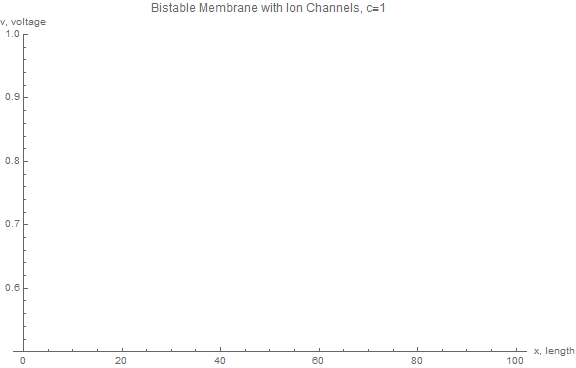 Bistable Membrane with Ion Channels, c=1
v, voltage
1.0
0.9
0.8
0.7
0.6
0 20 40 60 80 100 x, length